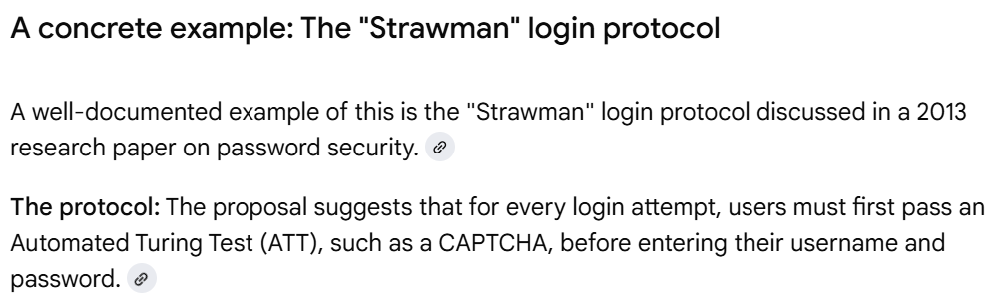 A concrete example: The "Strawman" login protocol
A well-documented example of this is the "Strawman" login protocol discussed in a 2013
research paper on password security.
The protocol: The proposal suggests that for every login attempt, users must first pass an
Automated Turing Test (ATT), such as a CAPTCHA, before entering their username and
password.